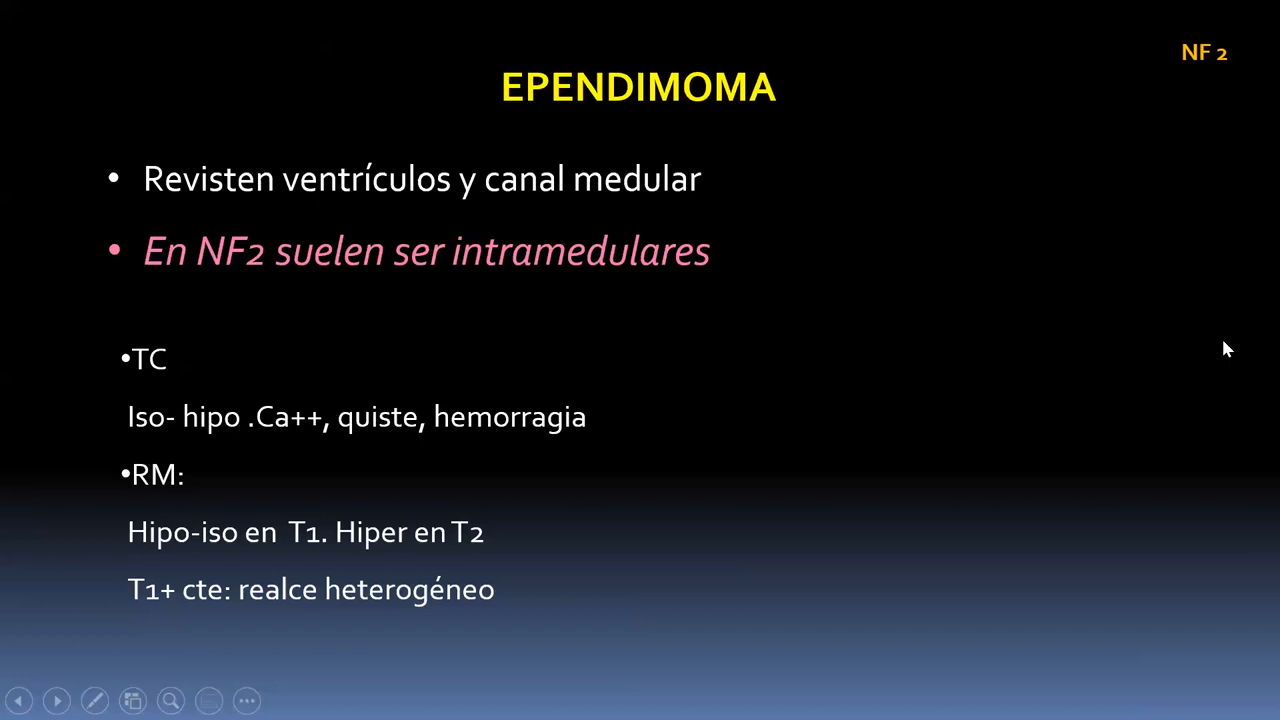 NF 2
EPENDIMOMA
• Revisten ventrículos y canal medular
• En NF2 suelen ser intramedulares
•TC
Iso- hipo .Ca++, quiste, hemorragia
•RM:
Hipo-iso en T1. Hiper en T2
T1+ cte: realce heterogéneo